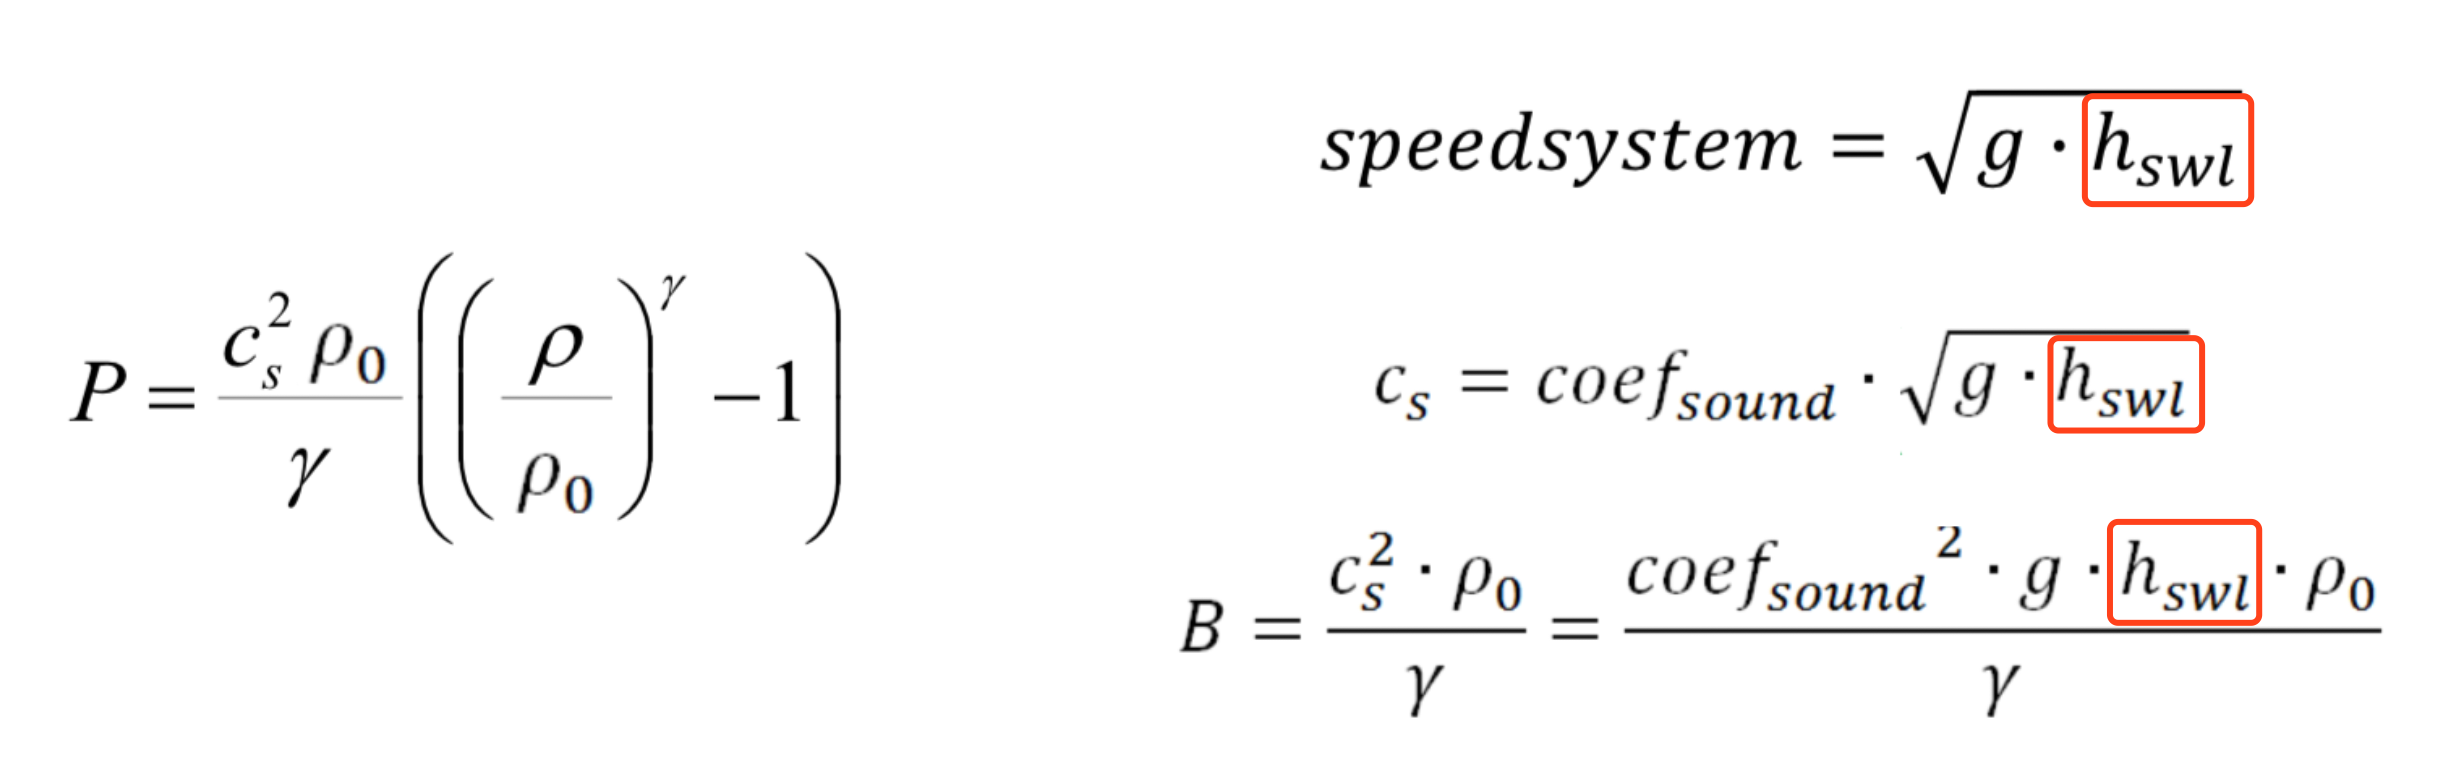 P = \frac{c_s^2 \rho_0}{\gamma} \left( \left( \frac{\rho}{\rho_0} \right)^\gamma - 1 \right)
speedsystem = \sqrt{g \cdot h_{swl}}
c_s = coef_{sound} \cdot \sqrt{g \cdot h_{swl}}
B = \frac{c_s^2 \cdot \rho_0}{\gamma} = \frac{coef_{sound}^2 \cdot g \cdot h_{swl} \cdot \rho_0}{\gamma}